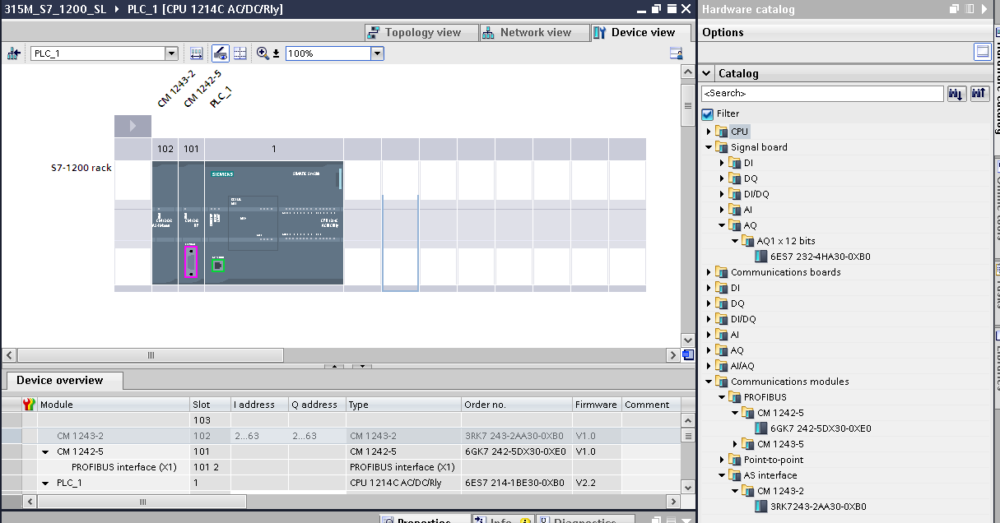 315M_S7_1200_SL ▸ PLC_1 [CPU 1214C AC/DC/Rly]
Topology view
Network view
Device view
PLC_1
100%
CM 1243-2
CM 1242-5
PLC_1
102
101
1
S7-1200 rack
SIEMENS
Device overview
Module Slot I address Q address Type Order no. Firmware Comment
103
CM 1243-2 102 2...63 2...63 CM 1243-2 3RK7 243-2AA30-0XB0 V1.0
CM 1242-5 101 CM 1242-5 6GK7 242-5DX30-0XE0 V1.0
PROFIBUS interface (X1) 101 2 PROFIBUS interface (X1)
PLC_1 1 CPU 1214C AC/DC/Rly 6ES7 214-1BE30-0XB0 V2.2
Properties
Info
Diagnostics
Hardware catalog
Options
Catalog
<Search>
Filter
CPU
Signal board
DI
DQ
DI/DQ
AI
AQ
AQ1 x 12 bits
6ES7 232-4HA30-0XB0
Communications boards
DI
DQ
DI/DQ
AI
AQ
AI/AQ
Communications modules
PROFIBUS
CM 1242-5
6GK7 242-5DX30-0XE0
CM 1243-5
Point-to-point
AS interface
CM 1243-2
3RK7243-2AA30-0XB0